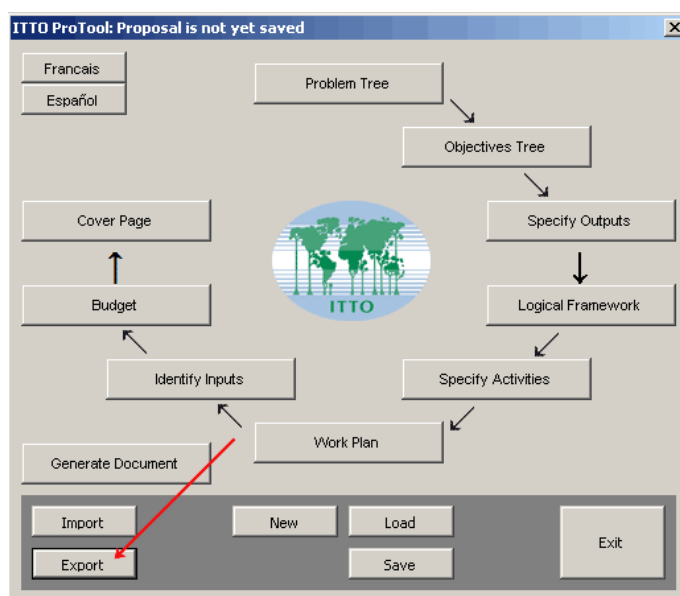 ITTO ProTool: Proposal is not yet saved
Francais
Español
Problem Tree
Objectives Tree
Cover Page
Specify Outputs
ITTO
Budget
Logical Framework
Identify Inputs
Specify Activities
Work Plan
Generate Document
Import
New
Load
Exit
Export
Save